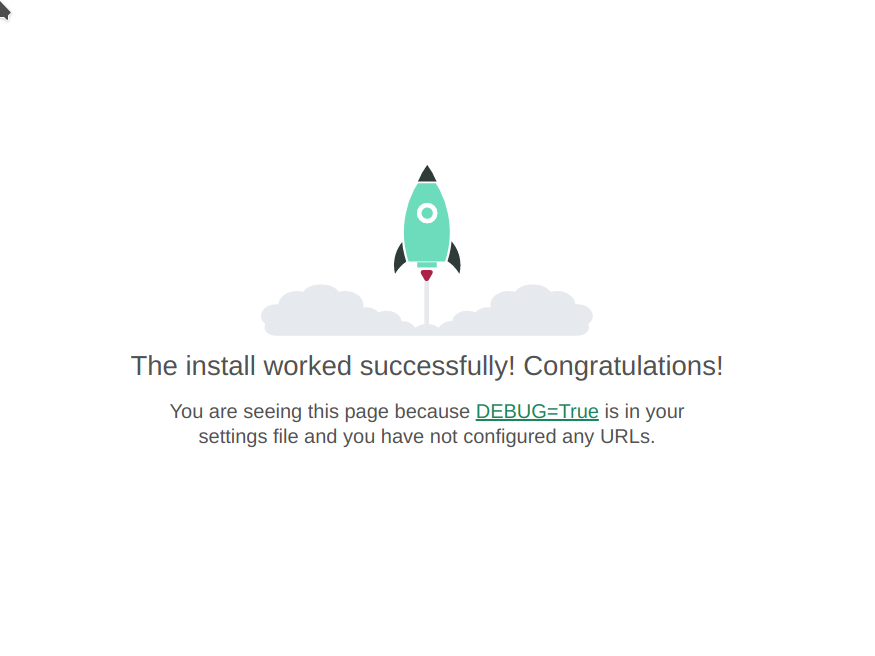 The install worked successfully! Congratulations!
You are seeing this page because DEBUG=True is in your
settings file and you have not configured any URLs.